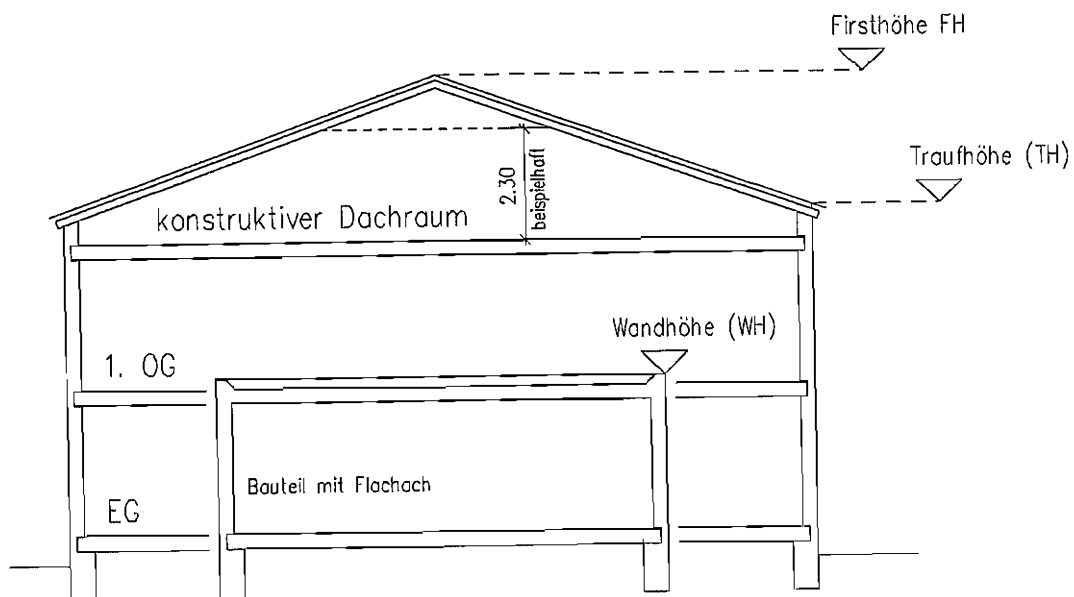 Firsthöhe FH
Traufhöhe (TH)
2.30
beispielhaft
konstruktiver Dachraum
Wandhöhe (WH)
1. OG
Bauteil mit Flachach
EG